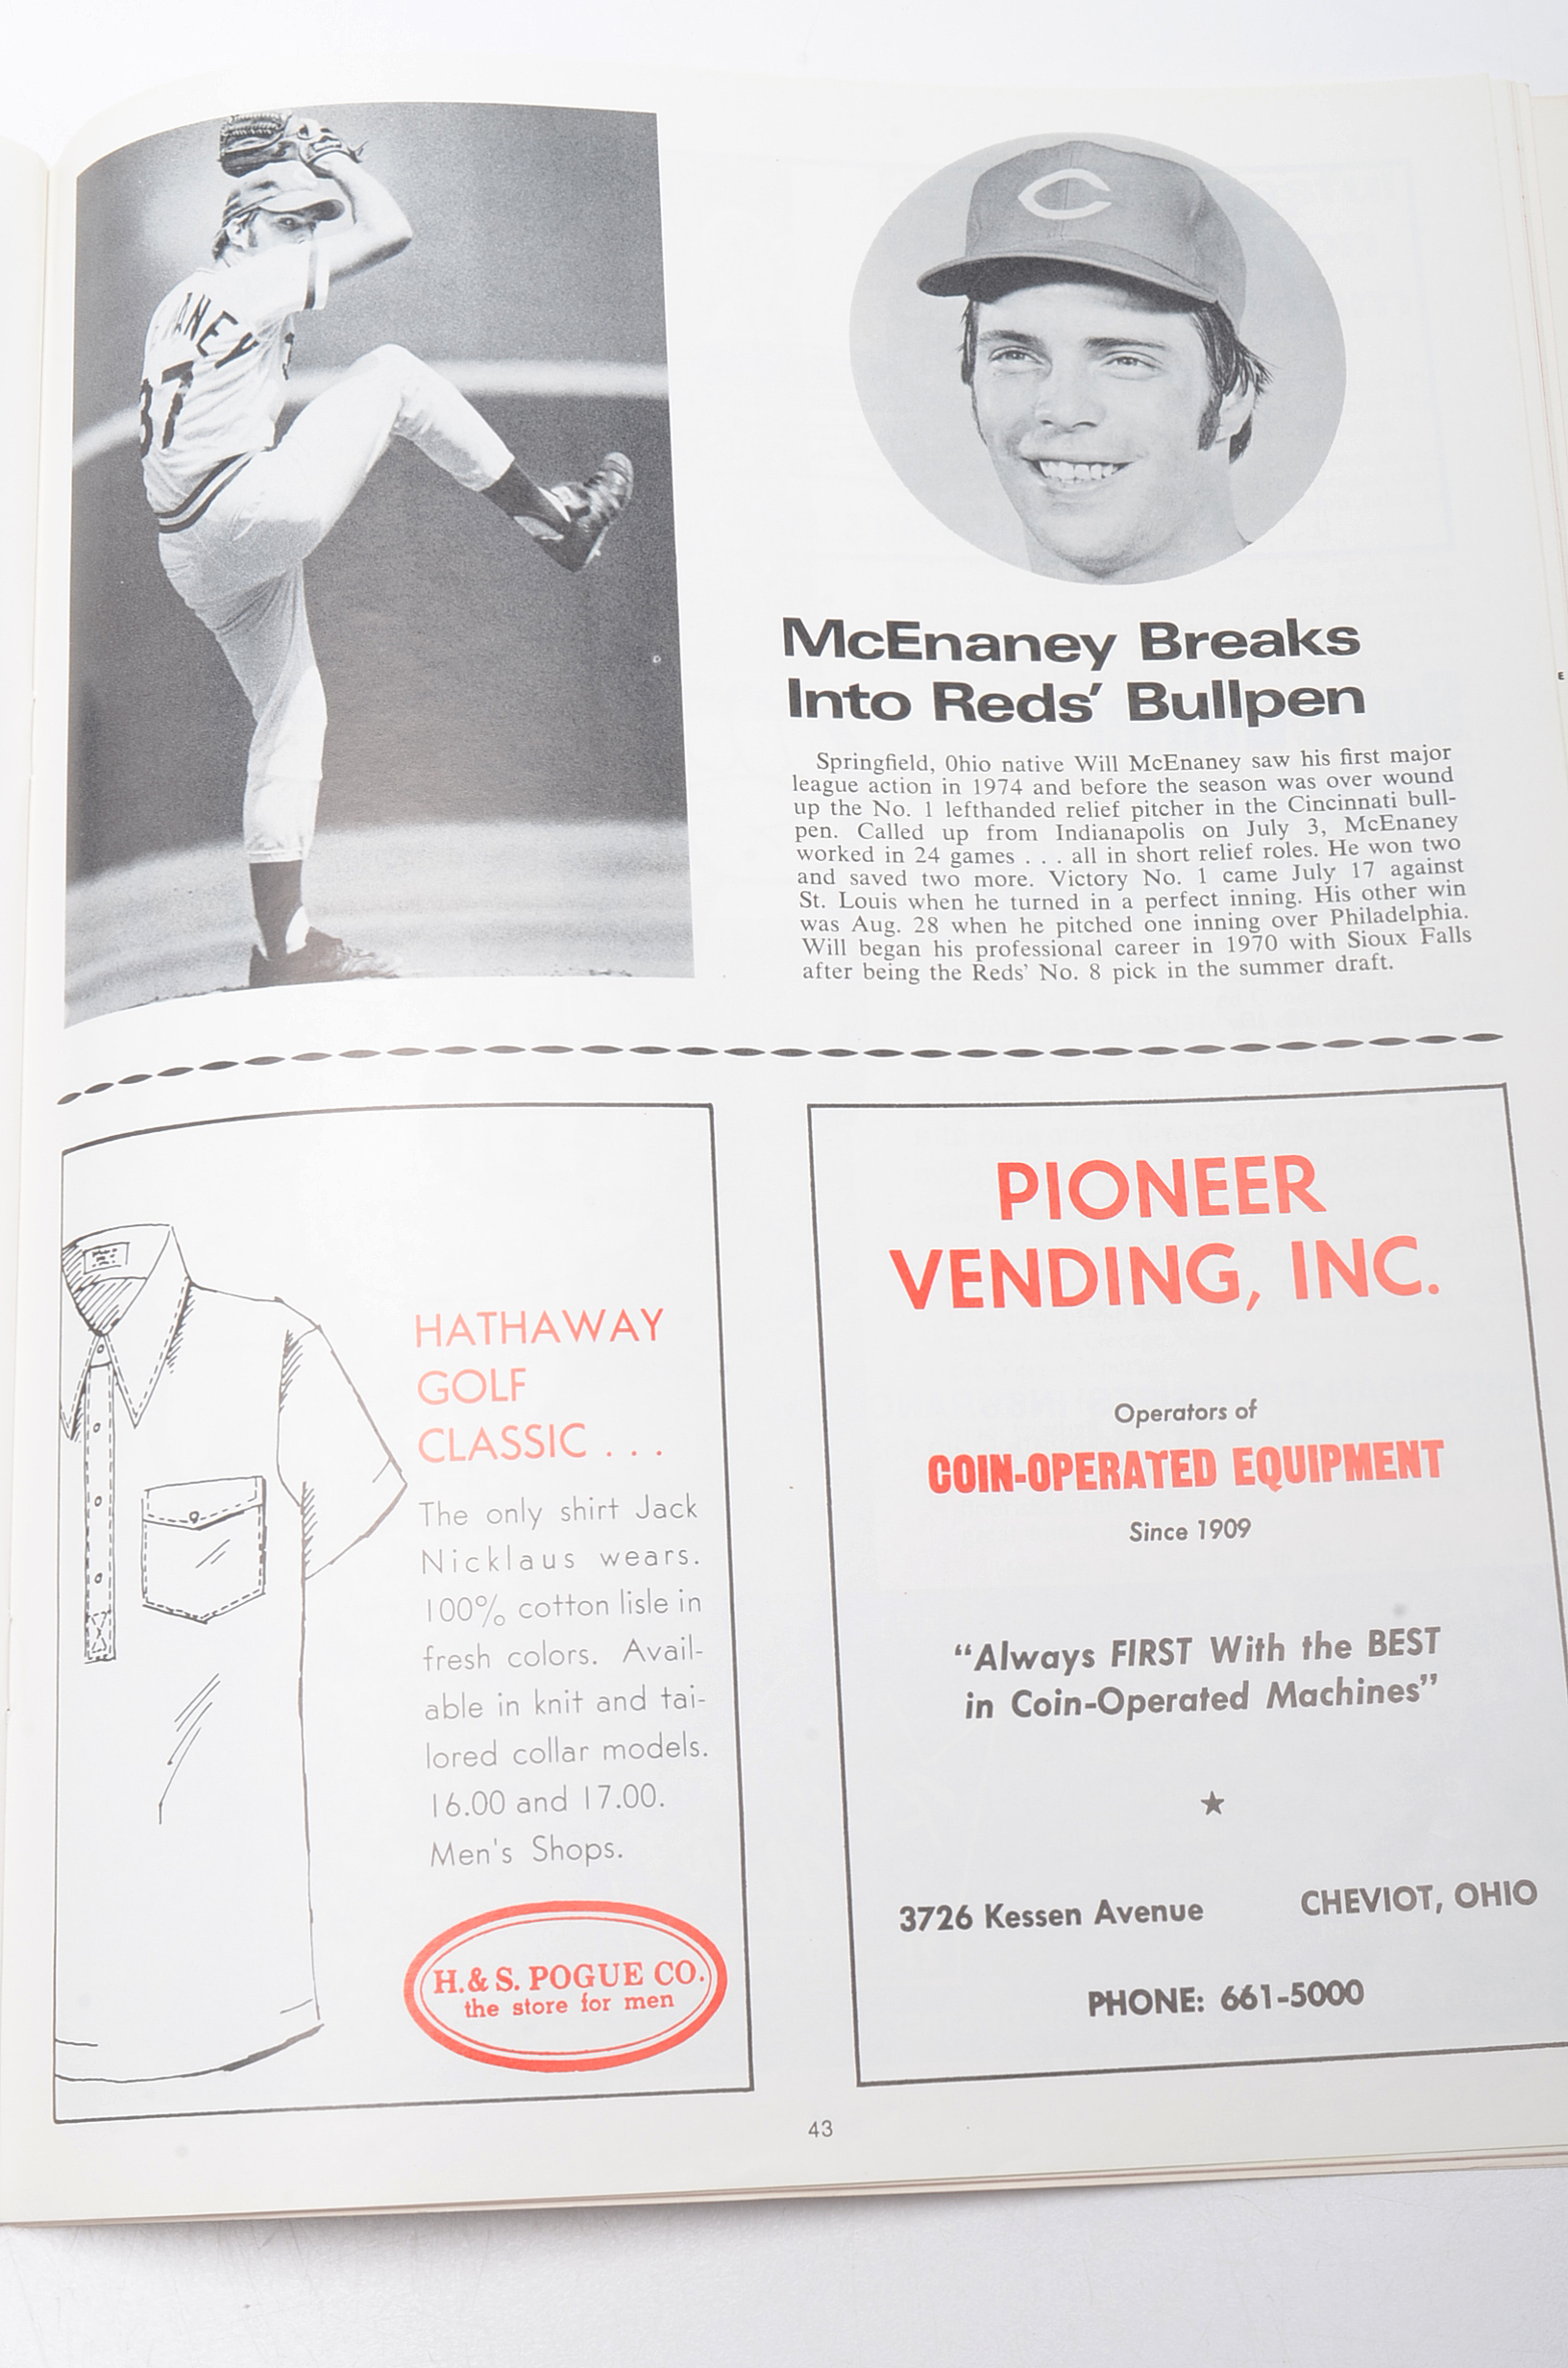 ANEY
37
C
McEnaney Breaks
Into Reds' Bullpen
Springfield, Ohio native Will McEnaney saw his first major
league action in 1974 and before the season was over wound
up the No. 1 lefthanded relief pitcher in the Cincinnati bull-
pen. Called up from Indianapolis on July 3, McEnaney
worked in 24 games . . . all in short relief roles. He won two
and saved two more. Victory No. 1 came July 17 against
St. Louis when he turned in a perfect inning. His other win
was Aug. 28 when he pitched one inning over Philadelphia.
Will began his professional career in 1970 with Sioux Falls
after being the Reds' No. 8 pick in the summer draft.
HATHAWAY
GOLF
CLASSIC . . .
The only shirt Jack
Nicklaus wears.
100% cotton lisle in
fresh colors. Avail-
able in knit and tai-
lored collar models.
16.00 and 17.00.
Men's Shops.
H. & S. POGUE CO.
the store for men
PIONEER
VENDING, INC.
Operators of
COIN-OPERATED EQUIPMENT
Since 1909
"Always FIRST With the BEST
in Coin-Operated Machines"
3726 Kessen Avenue CHEVIOT, OHIO
PHONE: 661-5000
43